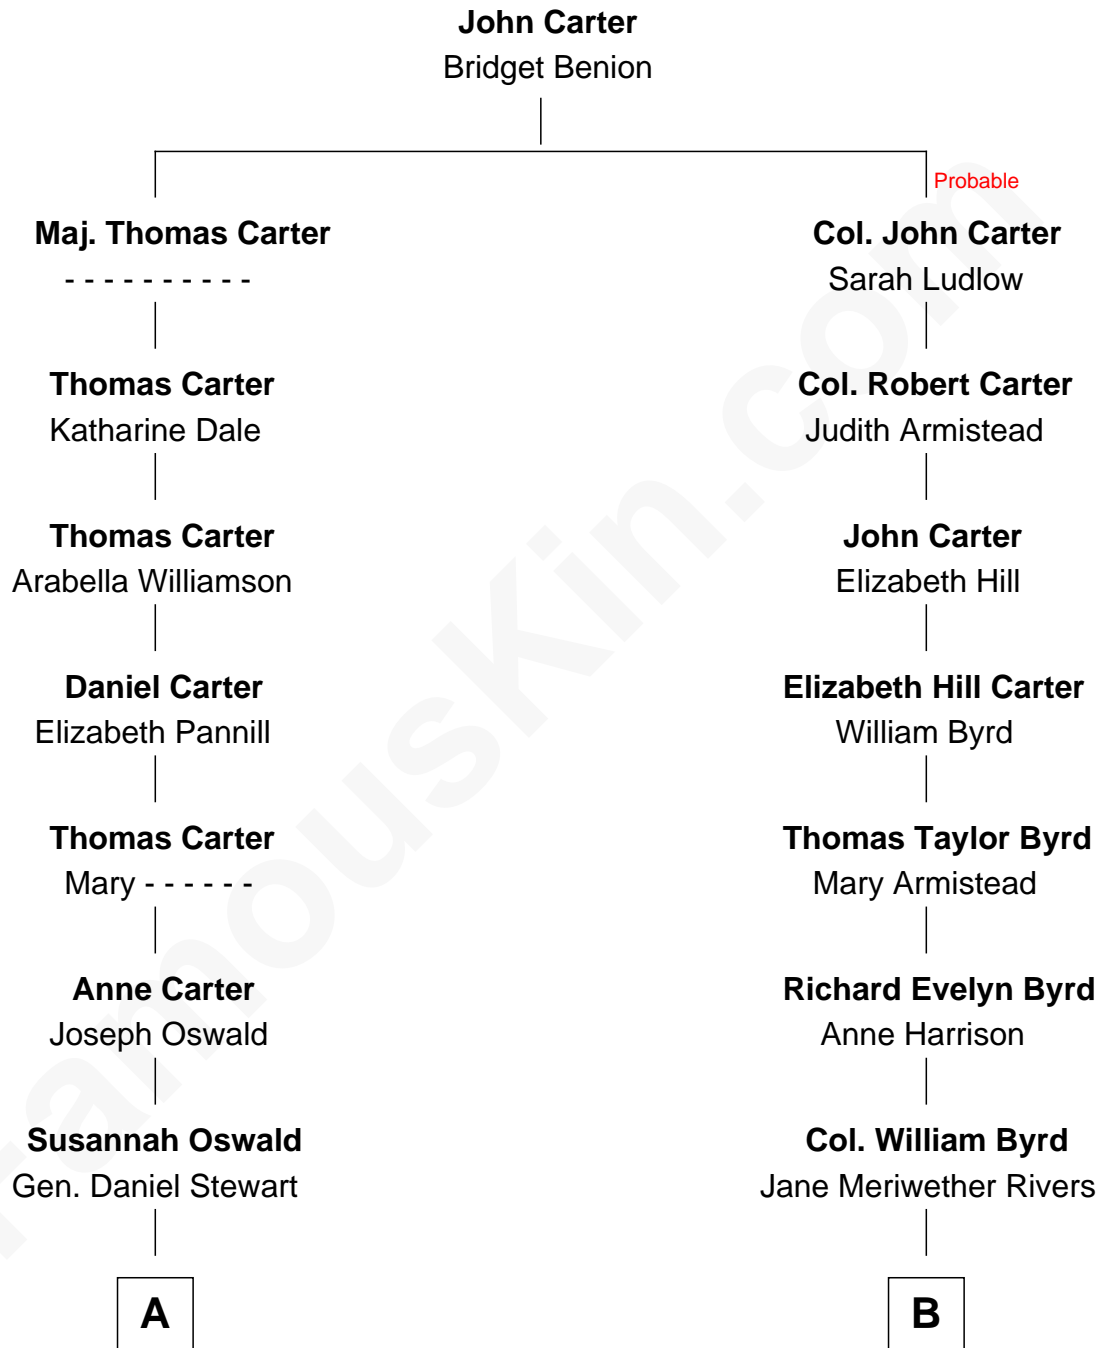 John Carter
Bridget Benion
Probable
Maj. Thomas Carter
- - - - - - - - - -
Col. John Carter
Sarah Ludlow
Thomas Carter
Katharine Dale
Col. Robert Carter
Judith Armistead
Thomas Carter
Arabella Williamson
John Carter
Elizabeth Hill
Daniel Carter
Elizabeth Pannill
Elizabeth Hill Carter
William Byrd
Thomas Carter
Mary - - - - - -
Thomas Taylor Byrd
Mary Armistead
Anne Carter
Joseph Oswald
Richard Evelyn Byrd
Anne Harrison
Susannah Oswald
Gen. Daniel Stewart
Col. William Byrd
Jane Meriwether Rivers
A
B
FamousKin.com